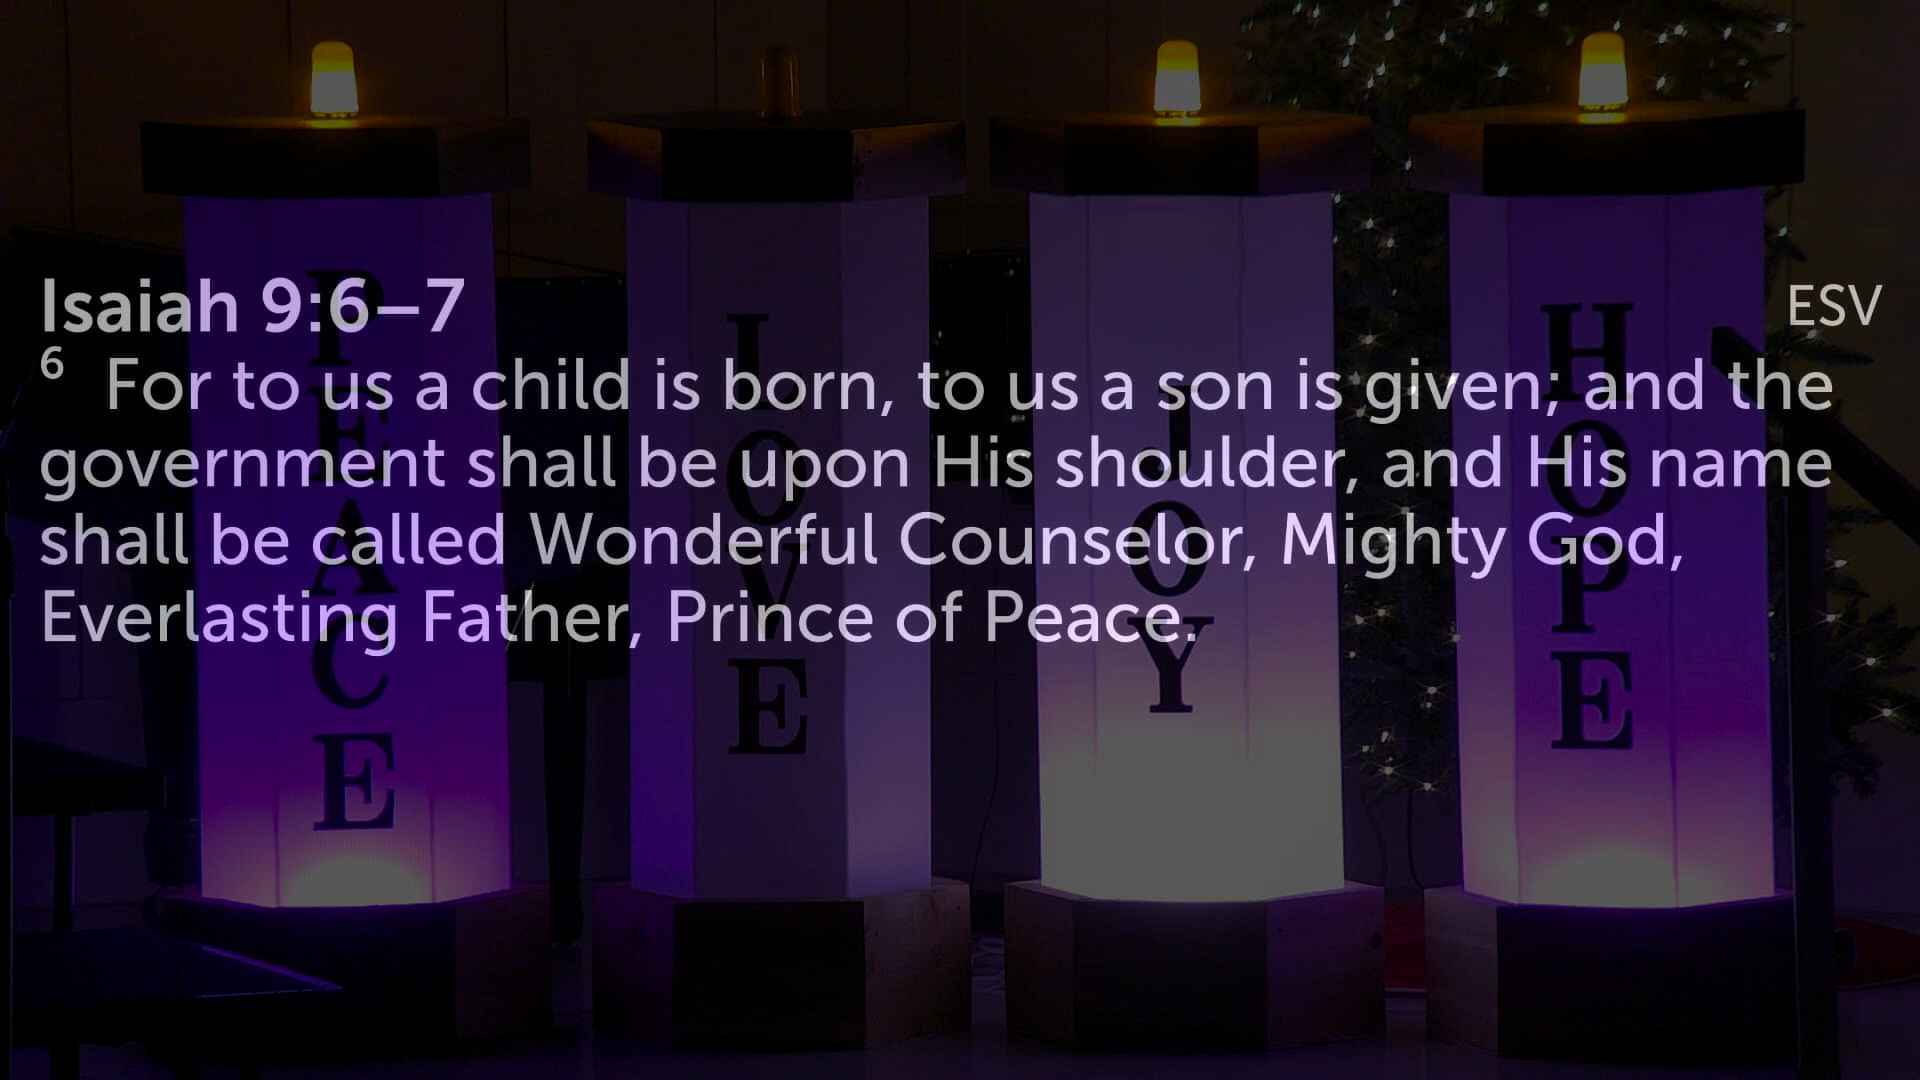 Isaiah 9:6–7 ESV
6 For to us a child is born, to us a son is given; and the
government shall be upon His shoulder, and His name
shall be called Wonderful Counselor, Mighty God,
Everlasting Father, Prince of Peace.
PEACE
LOVE
JOY
HOPE